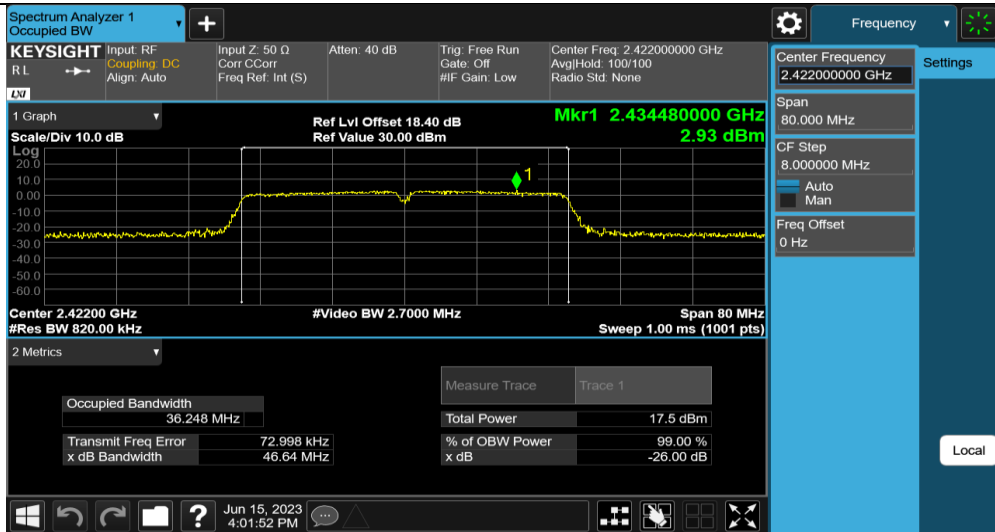 Spectrum Analyzer 1
Occupied BW
+
Frequency
KEYSIGHT
R L
LXI
Input: RF
Coupling: DC
Align: Auto
Input Z: 50 Ω
Corr CCorr
Freq Ref: Int (S)
Atten: 40 dB
Trig: Free Run
Gate: Off
#IF Gain: Low
Center Freq: 2.422000000 GHz
Avg|Hold: 100/100
Radio Std: None
1 Graph
Scale/Div 10.0 dB
Ref Lvl Offset 18.40 dB
Ref Value 30.00 dBm
Mkr1 2.434480000 GHz
2.93 dBm
Log
20.0
10.0
0.00
-10.0
-20.0
-30.0
-40.0
-50.0
-60.0
1
Center 2.42200 GHz
#Res BW 820.00 kHz
#Video BW 2.7000 MHz
Span 80 MHz
Sweep 1.00 ms (1001 pts)
2 Metrics
Occupied Bandwidth
36.248 MHz
Transmit Freq Error 72.998 kHz
x dB Bandwidth 46.64 MHz
Measure Trace Trace 1
Total Power 17.5 dBm
% of OBW Power 99.00 %
x dB -26.00 dB
Center Frequency
2.422000000 GHz
Span
80.000 MHz
CF Step
8.000000 MHz
Auto
Man
Freq Offset
0 Hz
Settings
Local
?
Jun 15, 2023
4:01:52 PM